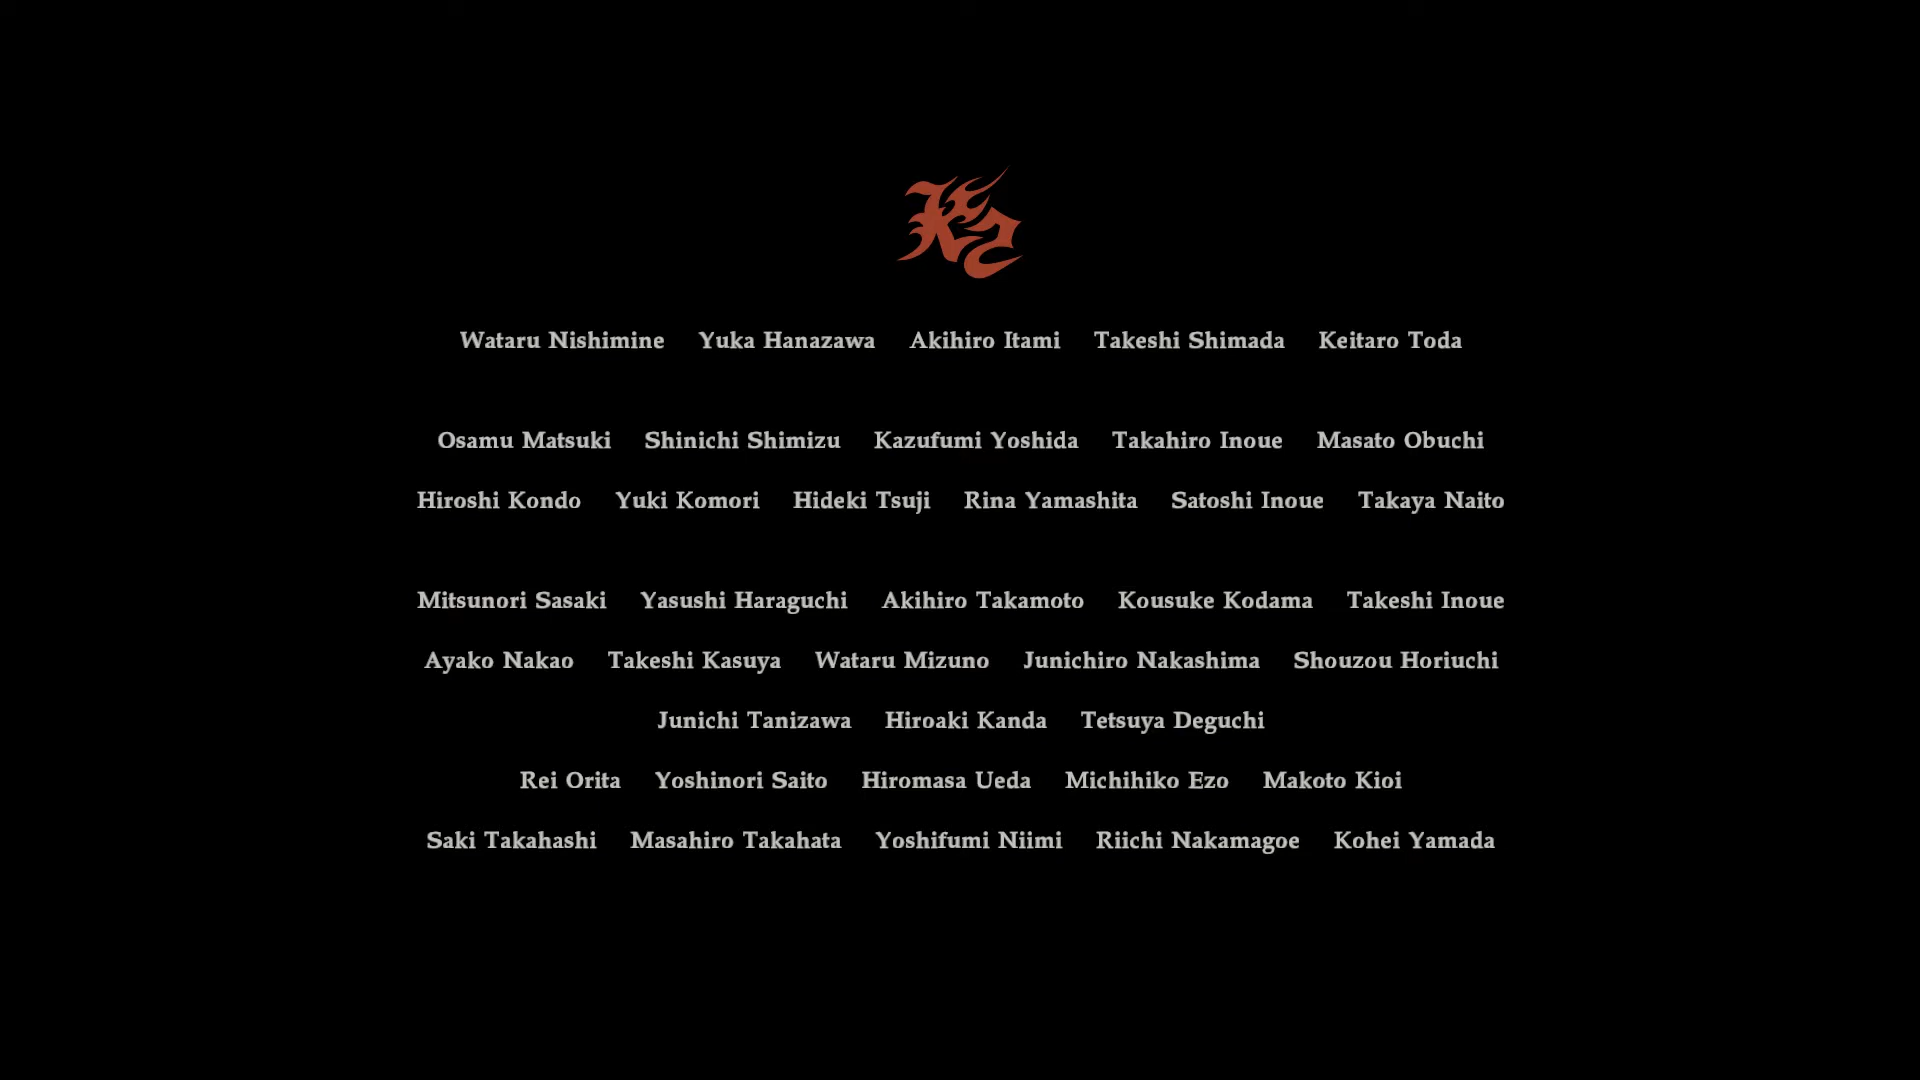 K2
Wataru Nishimine Yuka Hanazawa Akihiro Itami Takeshi Shimada Keitaro Toda
Osamu Matsuki Shinichi Shimizu Kazufumi Yoshida Takahiro Inoue Masato Obuchi
Hiroshi Kondo Yuki Komori Hideki Tsuji Rina Yamashita Satoshi Inoue Takaya Naito
Mitsunori Sasaki Yasushi Haraguchi Akihiro Takamoto Kousuke Kodama Takeshi Inoue
Ayako Nakao Takeshi Kasuya Wataru Mizuno Junichiro Nakashima Shouzou Horiuchi
Junichi Tanizawa Hiroaki Kanda Tetsuya Deguchi
Rei Orita Yoshinori Saito Hiromasa Ueda Michihiko Ezo Makoto Kioi
Saki Takahashi Masahiro Takahata Yoshifumi Niimi Riichi Nakamagoe Kohei Yamada